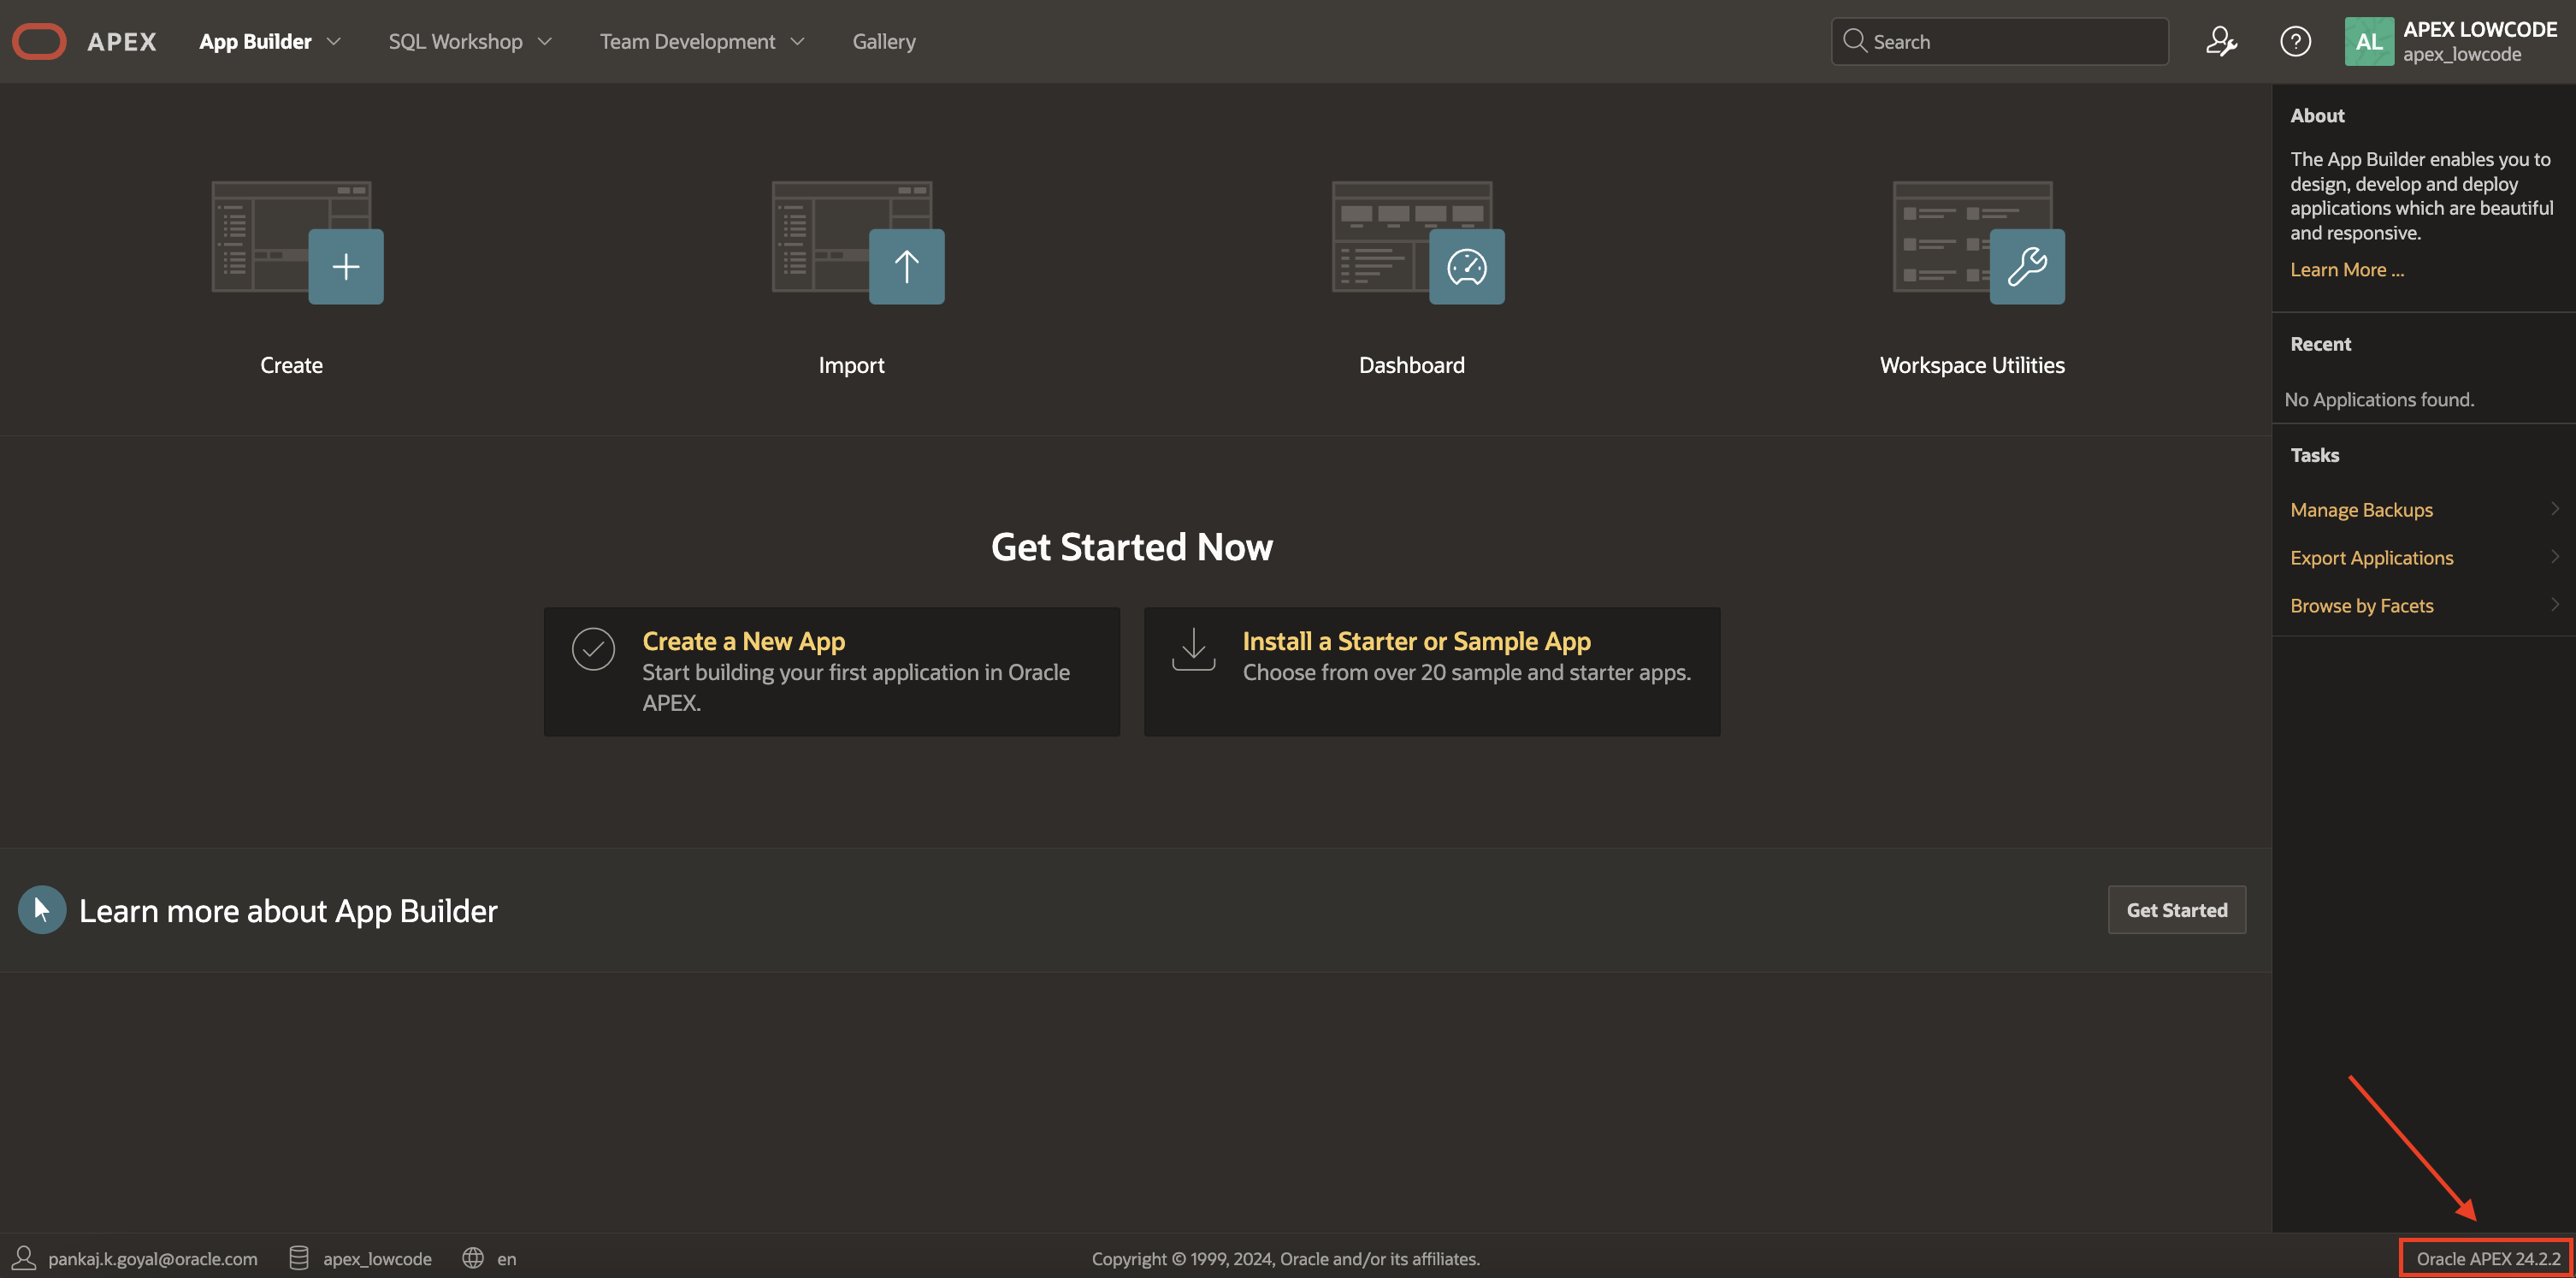 APEX
App Builder
SQL Workshop
Team Development
Gallery
Search
AL
APEX LOWCODE
apex_lowcode
Create
Import
Dashboard
Workspace Utilities
Get Started Now
Create a New App
Start building your first application in Oracle
APEX.
Install a Starter or Sample App
Choose from over 20 sample and starter apps.
Learn more about App Builder
Get Started
About
The App Builder enables you to
design, develop and deploy
applications which are beautiful
and responsive.
Learn More ...
Recent
No Applications found.
Tasks
Manage Backups
Export Applications
Browse by Facets
pankaj.k.goyal@oracle.com
apex_lowcode
en
Copyright © 1999, 2024, Oracle and/or its affiliates.
Oracle APEX 24.2.2